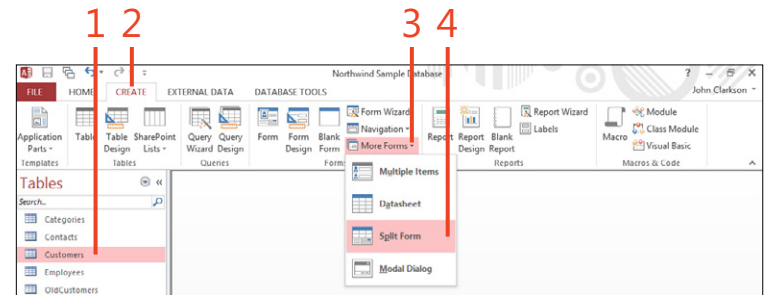 1 2 3 4
Northwind Sample Database
?
FILE HOME CREATE EXTERNAL DATA DATABASE TOOLS John Clarkson
Form Wizard Report Wizard Module
Navigation Labels Class Module
More Forms Visual Basic
Application Parts Table Table Design SharePoint Lists Query Wizard Query Design Form Form Design Blank Form Report Report Design Blank Report Macro
Templates Tables Queries Forms Reports Macros & Code
Tables
Search...
Categories
Contacts
Customers
Employees
OldCustomers
Multiple Items
Datasheet
Split Form
Modal Dialog